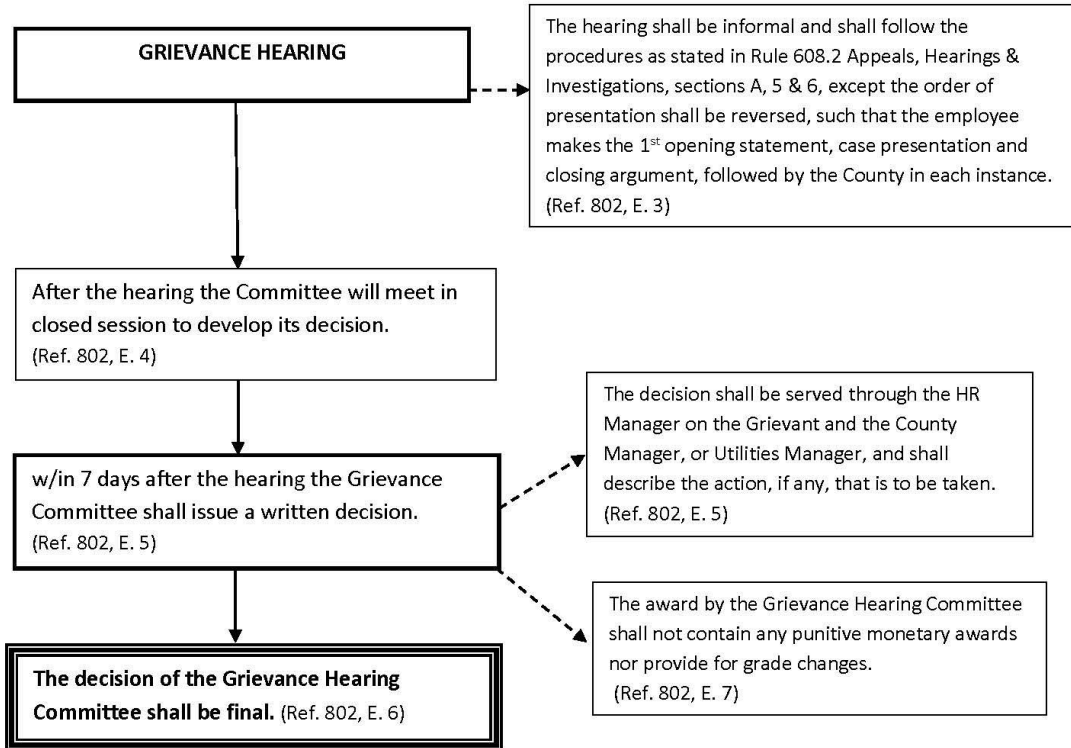 GRIEVANCE HEARING
The hearing shall be informal and shall follow the
procedures as stated in Rule 608.2 Appeals, Hearings &
Investigations, sections A, 5 & 6, except the order of
presentation shall be reversed, such that the employee
makes the 1st opening statement, case presentation and
closing argument, followed by the County in each instance.
(Ref. 802, E. 3)
After the hearing the Committee will meet in
closed session to develop its decision.
(Ref. 802, E. 4)
w/in 7 days after the hearing the Grievance
Committee shall issue a written decision.
(Ref. 802, E. 5)
The decision shall be served through the HR
Manager on the Grievant and the County
Manager, or Utilities Manager, and shall
describe the action, if any, that is to be taken.
(Ref. 802, E. 5)
The award by the Grievance Hearing Committee
shall not contain any punitive monetary awards
nor provide for grade changes.
(Ref. 802, E. 7)
The decision of the Grievance Hearing
Committee shall be final. (Ref. 802, E. 6)